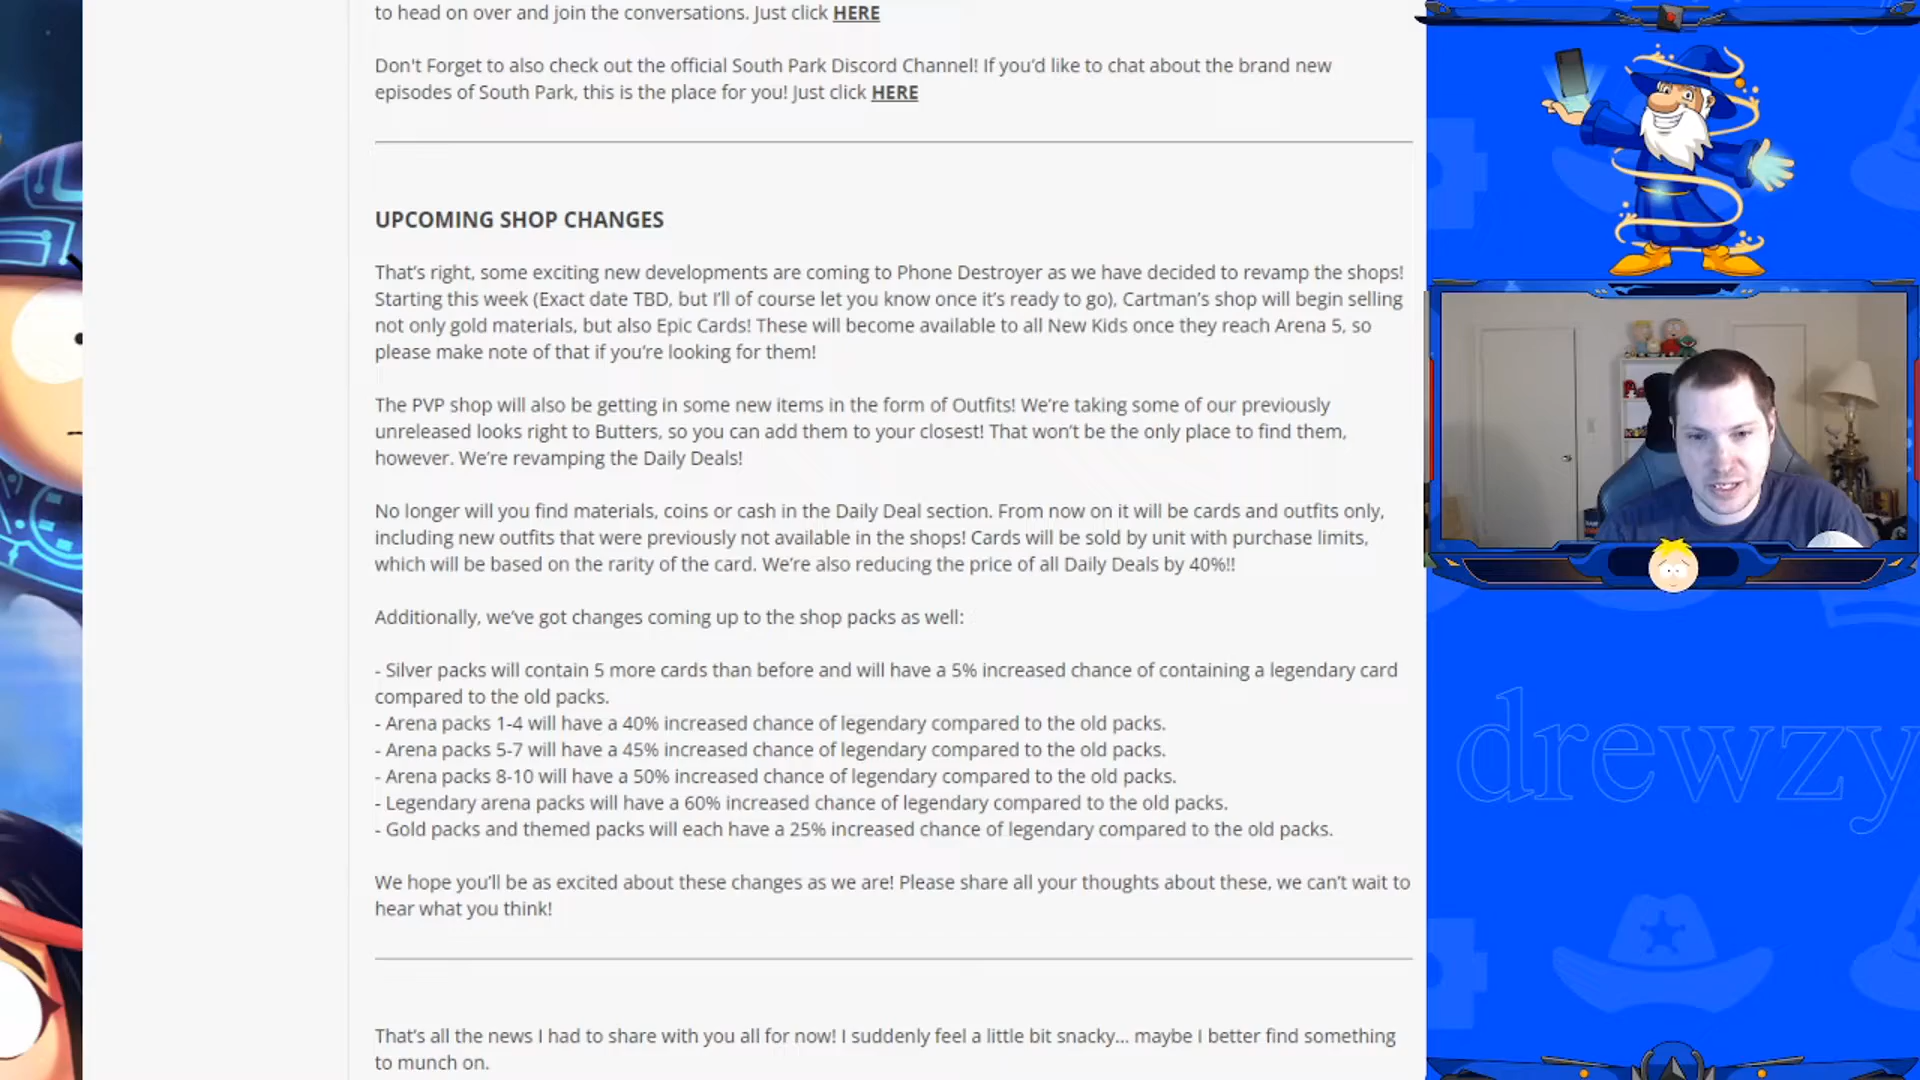 to head on over and join the conversations. Just click HERE
Don't Forget to also check out the official South Park Discord Channel! If you'd like to chat about the brand new
episodes of South Park, this is the place for you! Just click HERE
UPCOMING SHOP CHANGES
That's right, some exciting new developments are coming to Phone Destroyer as we have decided to revamp the shops!
Starting this week (Exact date TBD, but I'll of course let you know once it's ready to go), Cartman's shop will begin selling
not only gold materials, but also Epic Cards! These will become available to all New Kids once they reach Arena 5, so
please make note of that if you're looking for them!
The PVP shop will also be getting in some new items in the form of Outfits! We're taking some of our previously
unreleased looks right to Butters, so you can add them to your closest! That won't be the only place to find them,
however. We're revamping the Daily Deals!
No longer will you find materials, coins or cash in the Daily Deal section. From now on it will be cards and outfits only,
including new outfits that were previously not available in the shops! Cards will be sold by unit with purchase limits,
which will be based on the rarity of the card. We're also reducing the price of all Daily Deals by 40%!!
Additionally, we've got changes coming up to the shop packs as well:
- Silver packs will contain 5 more cards than before and will have a 5% increased chance of containing a legendary card
compared to the old packs.
- Arena packs 1-4 will have a 40% increased chance of legendary compared to the old packs.
- Arena packs 5-7 will have a 45% increased chance of legendary compared to the old packs.
- Arena packs 8-10 will have a 50% increased chance of legendary compared to the old packs.
- Legendary arena packs will have a 60% increased chance of legendary compared to the old packs.
- Gold packs and themed packs will each have a 25% increased chance of legendary compared to the old packs.
We hope you'll be as excited about these changes as we are! Please share all your thoughts about these, we can't wait to
hear what you think!
That's all the news I had to share with you all for now! I suddenly feel a little bit snacky... maybe I better find something
to munch on.
drewzy